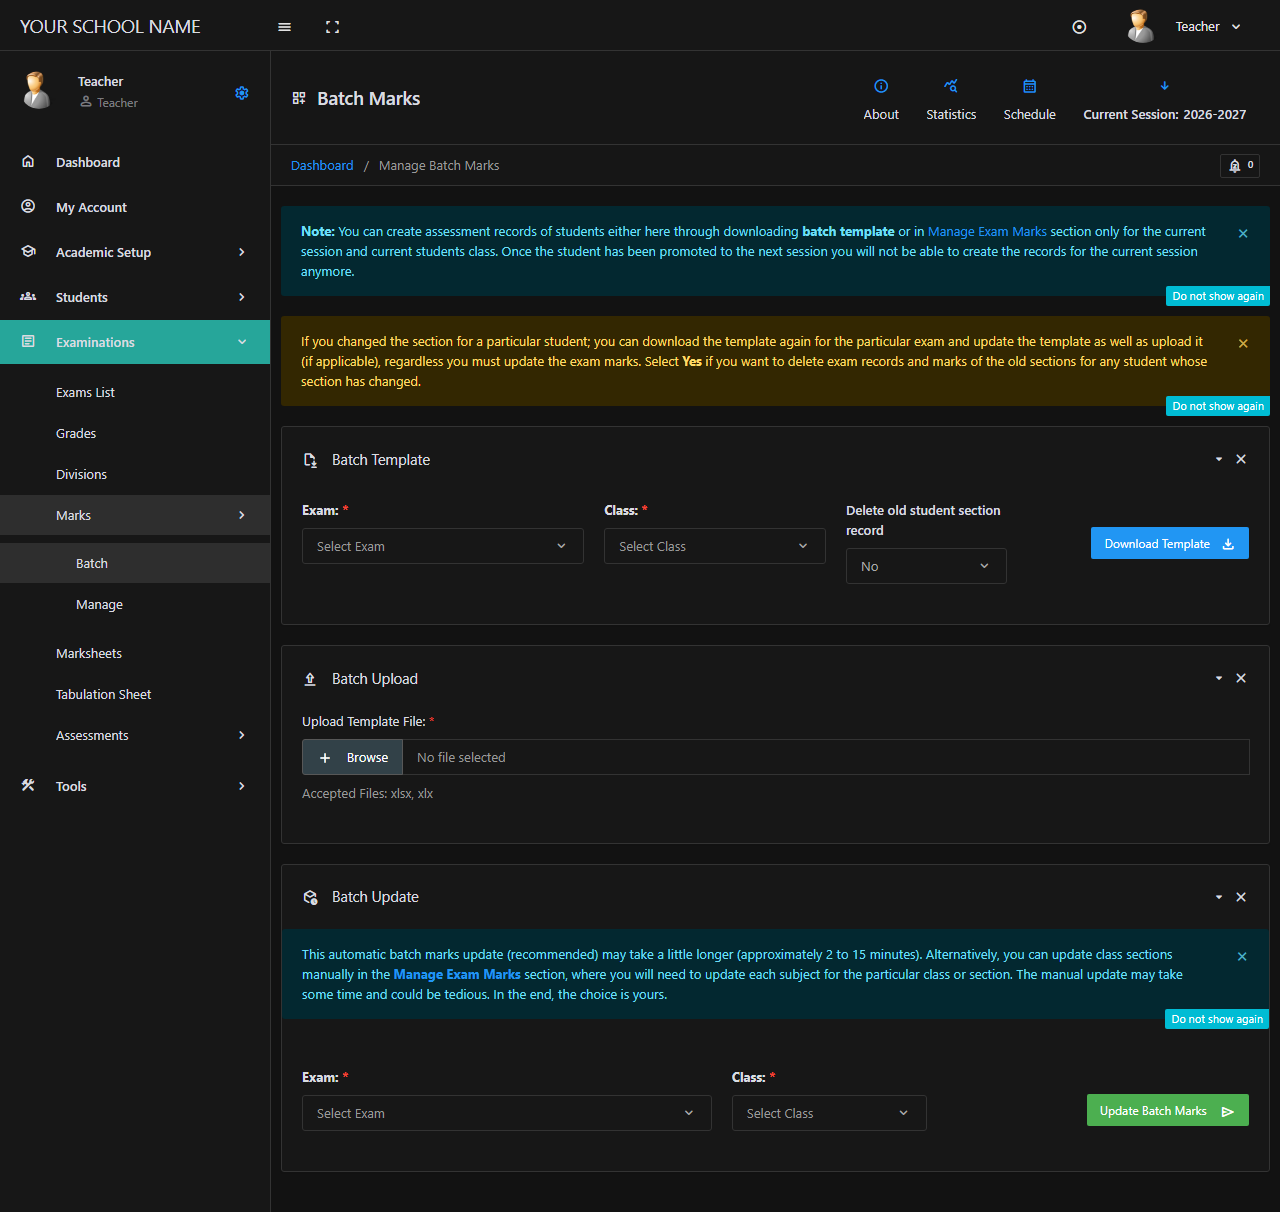 YOUR SCHOOL NAME
Teacher
Teacher
Teacher
Batch Marks
About
Statistics
Schedule
Current Session: 2026-2027
Dashboard / Manage Batch Marks
0
Dashboard
My Account
Academic Setup
Students
Examinations
Exams List
Grades
Divisions
Marks
Batch
Manage
Marksheets
Tabulation Sheet
Assessments
Tools
Note: You can create assessment records of students either here through downloading batch template or in Manage Exam Marks section only for the current
session and current students class. Once the student has been promoted to the next session you will not be able to create the records for the current session
anymore.
Do not show again
If you changed the section for a particular student; you can download the template again for the particular exam and update the template as well as upload it
(if applicable), regardless you must update the exam marks. Select Yes if you want to delete exam records and marks of the old sections for any student whose
section has changed.
Do not show again
Batch Template
Exam: *
Select Exam
Class: *
Select Class
Delete old student section
record
No
Download Template
Batch Upload
Upload Template File: *
Browse
No file selected
Accepted Files: xlsx, xlx
Batch Update
This automatic batch marks update (recommended) may take a little longer (approximately 2 to 15 minutes). Alternatively, you can update class sections
manually in the Manage Exam Marks section, where you will need to update each subject for the particular class or section. The manual update may take
some time and could be tedious. In the end, the choice is yours.
Do not show again
Exam: *
Select Exam
Class: *
Select Class
Update Batch Marks